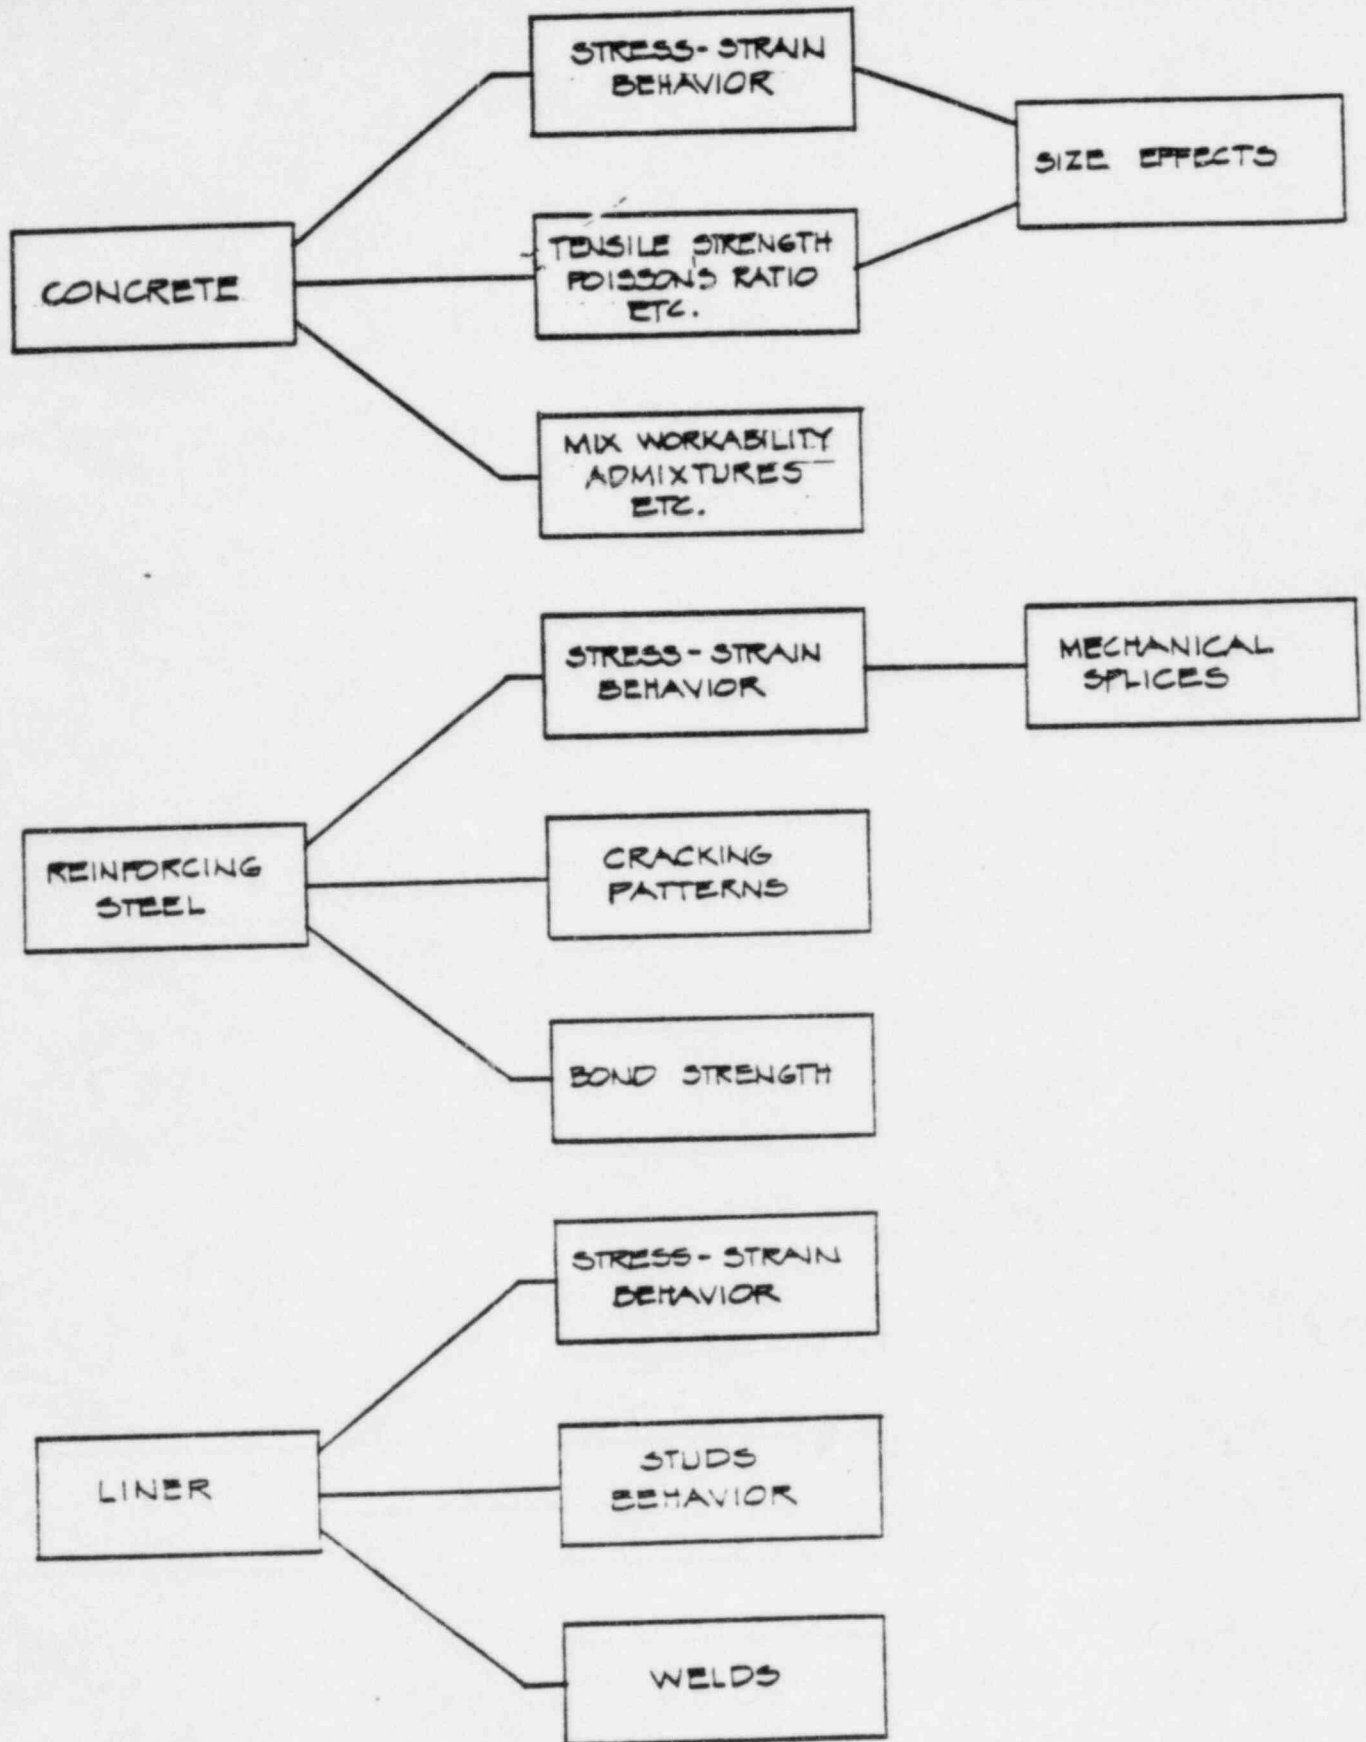 STRESS-STRAIN
BEHAVIOR
SIZE EFFECTS
CONCRETE
TENSILE STRENGTH
POISSON'S RATIO
ETC.
MIX WORKABILITY
ADMIXTURES
ETC.
STRESS-STRAIN
BEHAVIOR
MECHANICAL
SPLICES
REINFORCING
STEEL
CRACKING
PATTERNS
BOND STRENGTH
STRESS-STRAIN
BEHAVIOR
LINER
STUDS
BEHAVIOR
WELDS